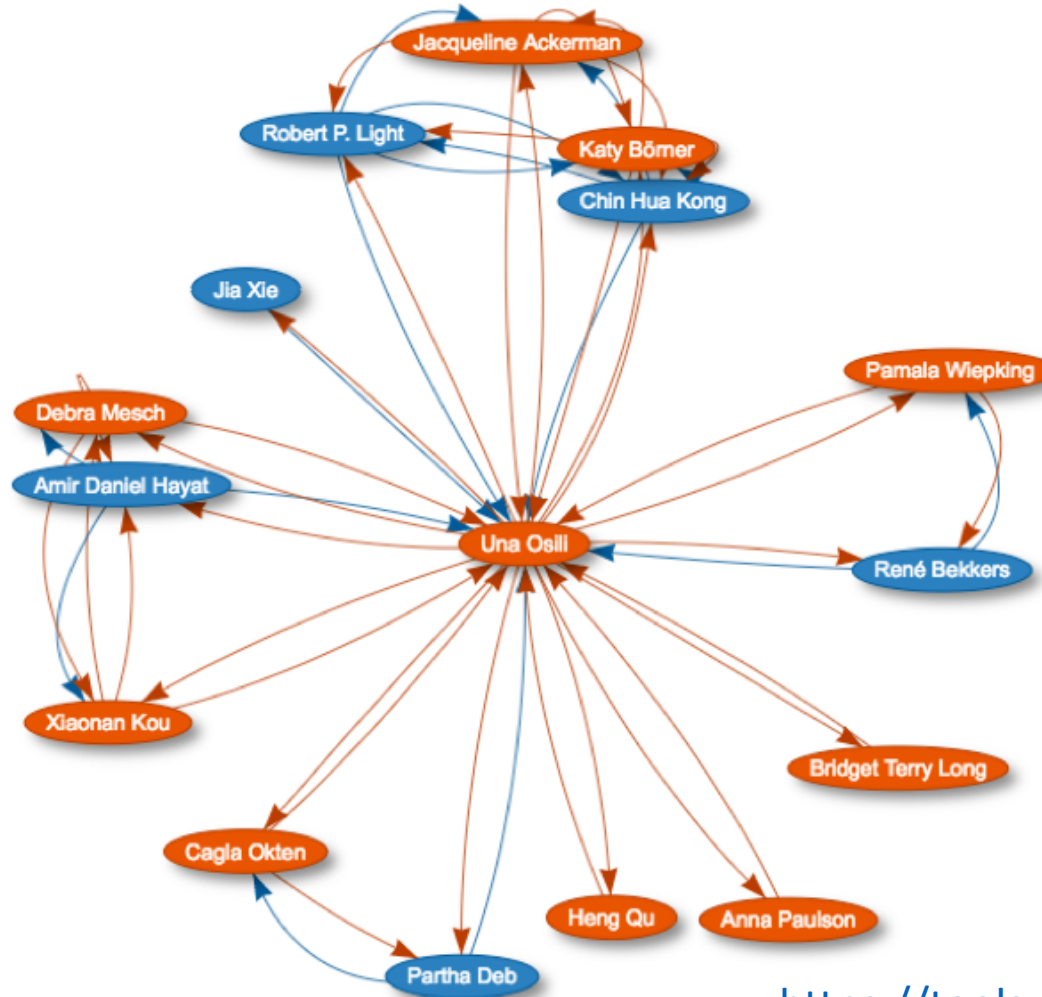 Jacqueline Ackerman
Robert P. Light
Katy Börner
Chin Hua Kong
Jia Xie
Pamala Wiepking
Debra Mesch
Amir Daniel Hayat
Una Osili
René Bekkers
Xiaonan Kou
Bridget Terry Long
Cagla Okten
Heng Qu
Anna Paulson
Partha Deb